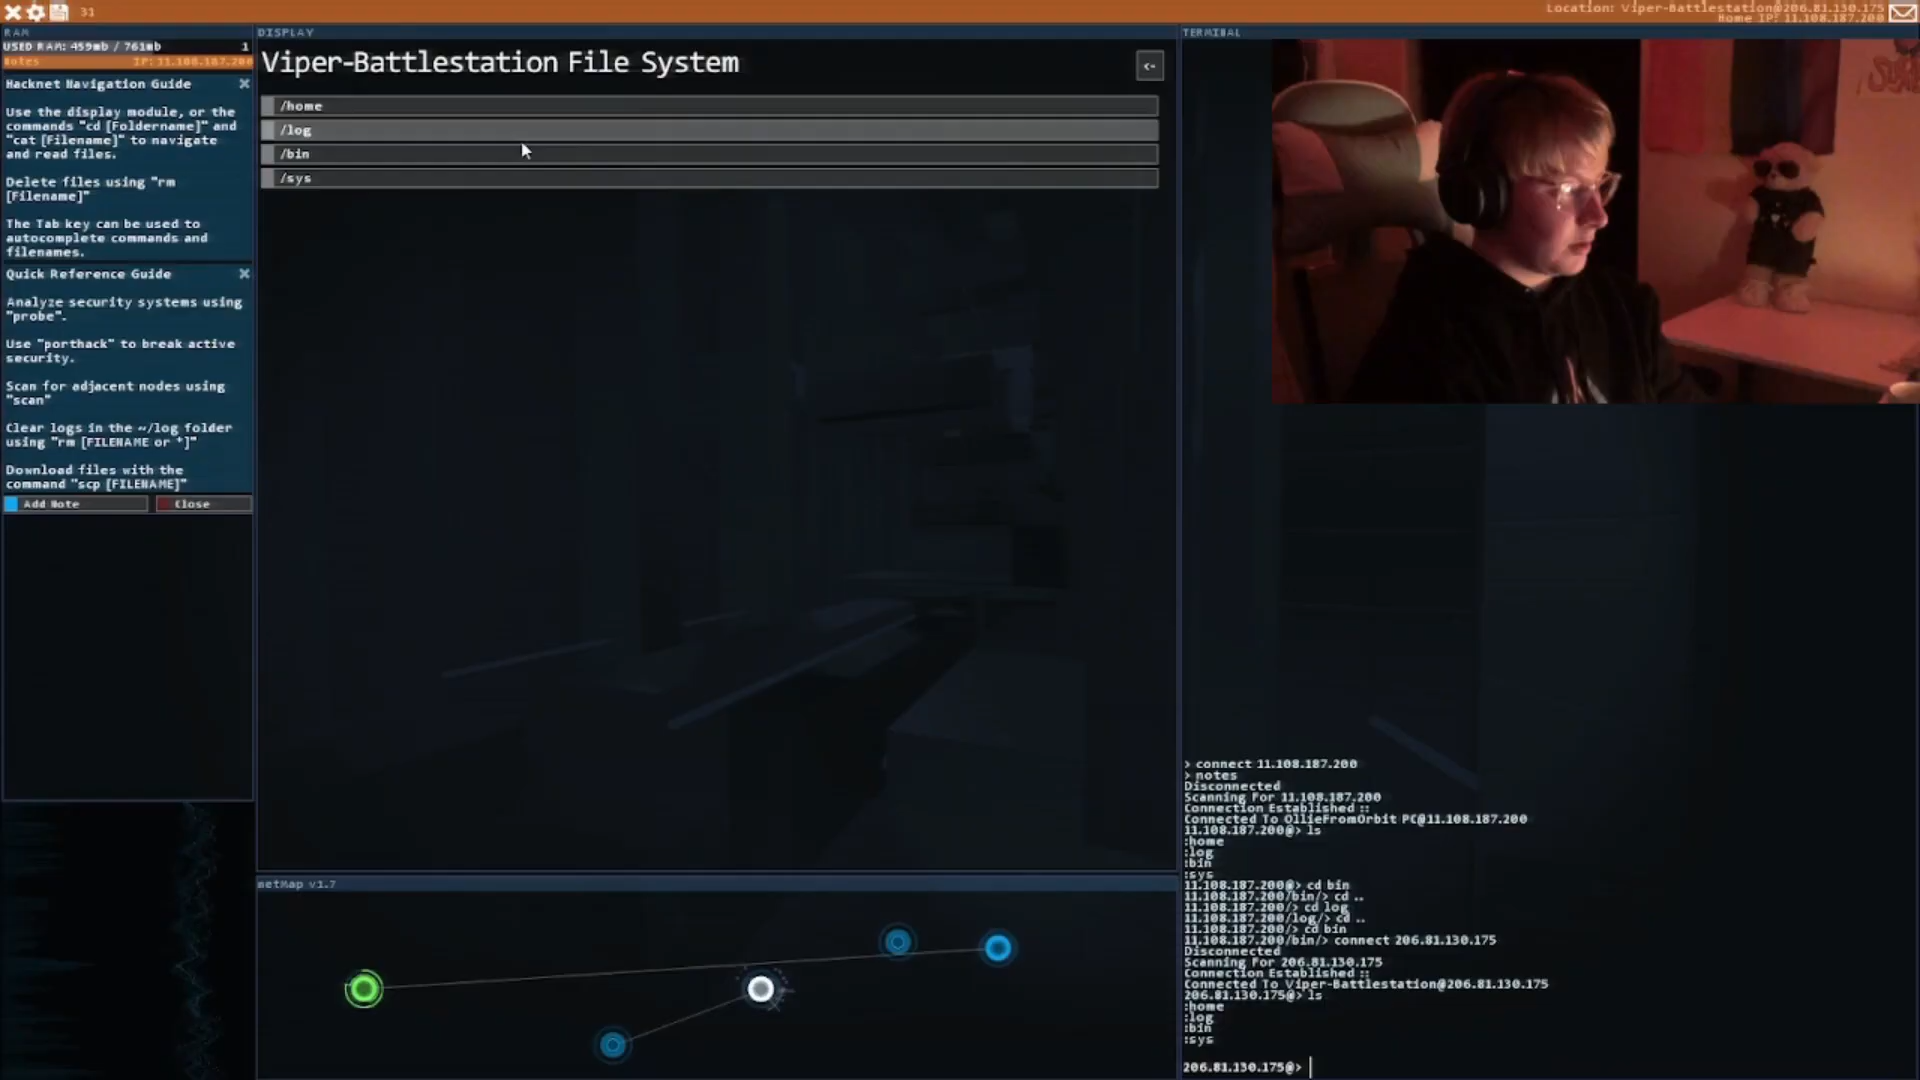 31
Location: Viper-Battlestation@206.81.130.175
Home IP: 11.108.187.200
RAM
USED RAM: 459mb / 761mb
1
Notes
IP: 11.108.187.200
Hacknet Navigation Guide
Use the display module, or the
commands "cd [Foldername]" and
"cat [Filename]" to navigate
and read files.
Delete files using "rm
[Filename]"
The Tab key can be used to
autocomplete commands and
filenames.
Quick Reference Guide
Analyze security systems using
"probe".
Use "porthack" to break active
security.
Scan for adjacent nodes using
"scan"
Clear logs in the ~/log folder
using "rm [FILENAME or *]"
Download files with the
command "scp [FILENAME]"
Add Note
Close
DISPLAY
Viper-Battlestation File System
<-
/home
/log
/bin
/sys
netMap v1.7
TERMINAL
> connect 11.108.187.200
> notes
Disconnected
Scanning For 11.108.187.200
Connection Established ::
Connected To OllieFromOrbit PC@11.108.187.200
11.108.187.200@> ls
:home
:log
:bin
:sys
11.108.187.200@> cd bin
11.108.187.200/bin/> cd ..
11.108.187.200/> cd log
11.108.187.200/log/> cd ..
11.108.187.200/> cd bin
11.108.187.200/bin/> connect 206.81.130.175
Disconnected
Scanning For 206.81.130.175
Connection Established ::
Connected To Viper-Battlestation@206.81.130.175
206.81.130.175@> ls
:home
:log
:bin
:sys
206.81.130.175@>